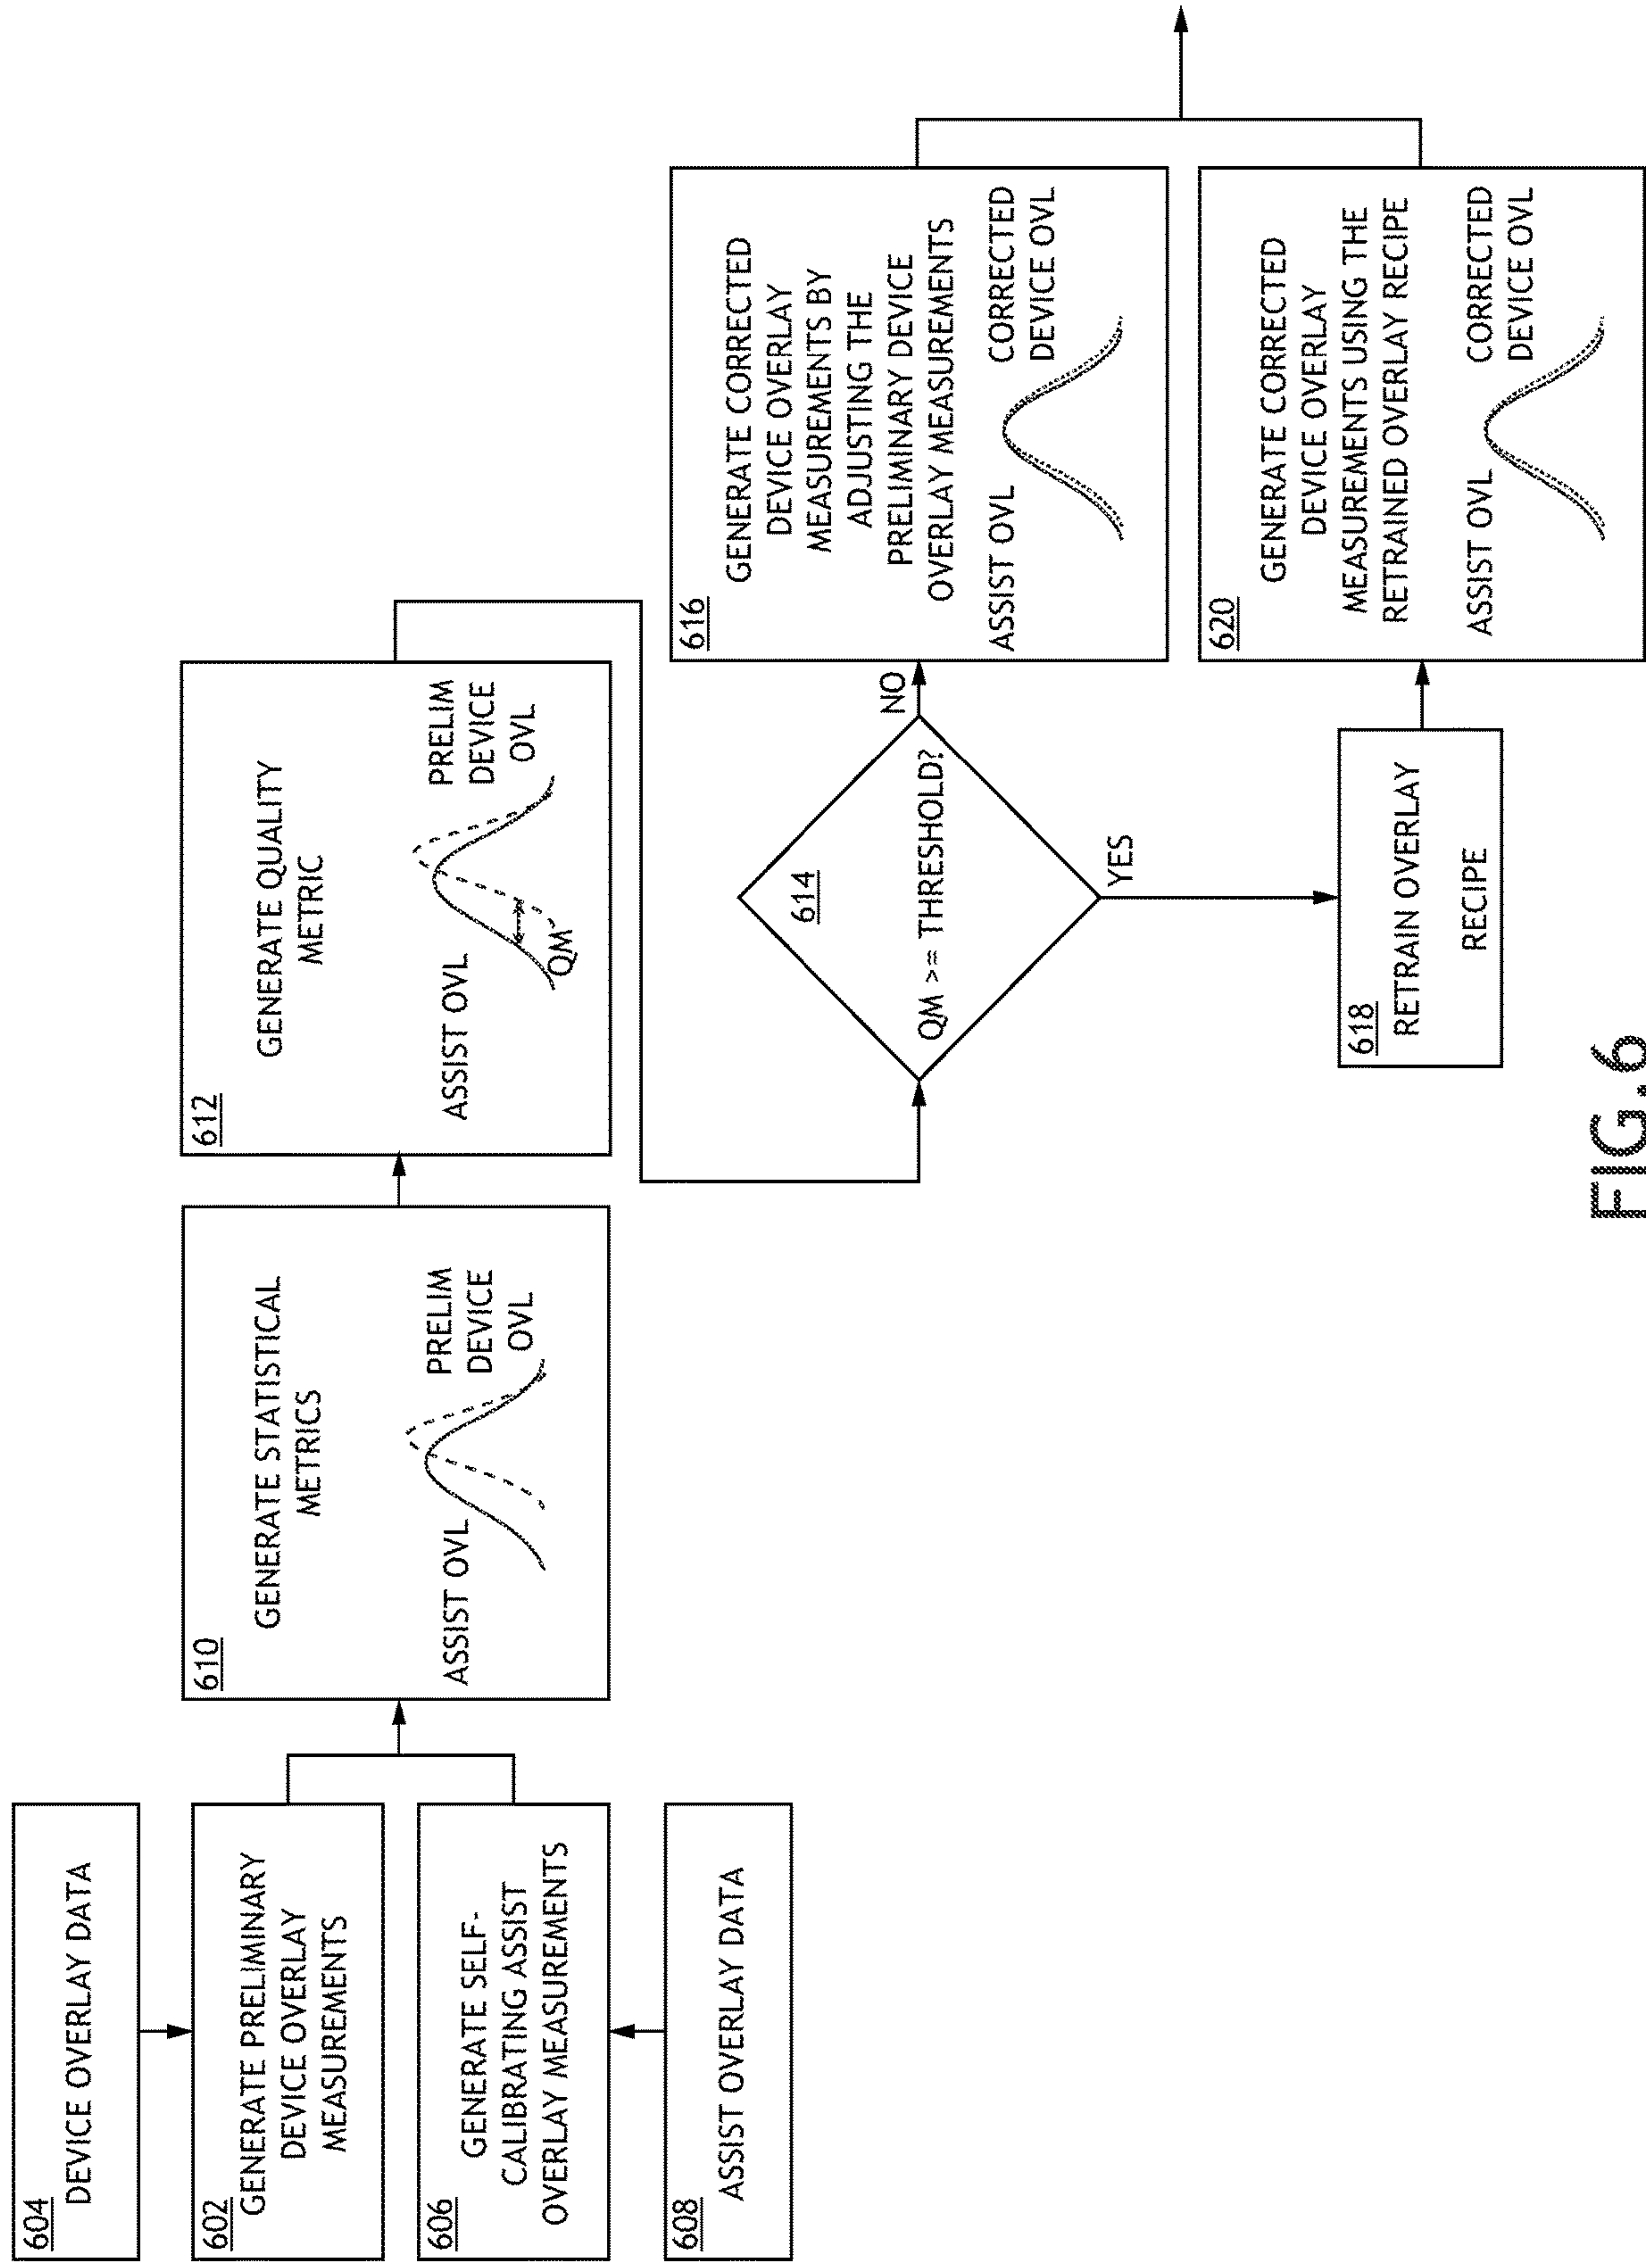 604
DEVICE OVERLAY DATA
602
GENERATE PRELIMINARY
DEVICE OVERLAY
MEASUREMENTS
606
GENERATE SELF-
CALIBRATING ASSIST
OVERLAY MEASUREMENTS
608
ASSIST OVERLAY DATA
610
GENERATE STATISTICAL
METRICS
ASSIST OVL
PRELIM
DEVICE
OVL
612
GENERATE QUALITY
METRIC
ASSIST OVL
PRELIM
DEVICE
OVL
QM
614
QM >= THRESHOLD?
NO
YES
616
GENERATE CORRECTED
DEVICE OVERLAY
MEASUREMENTS BY
ADJUSTING THE
PRELIMINARY DEVICE
OVERLAY MEASUREMENTS
ASSIST OVL
CORRECTED
DEVICE OVL
618
RETRAIN OVERLAY
RECIPE
620
GENERATE CORRECTED
DEVICE OVERLAY
MEASUREMENTS USING THE
RETRAINED OVERLAY RECIPE
ASSIST OVL
CORRECTED
DEVICE OVL
FIG.6